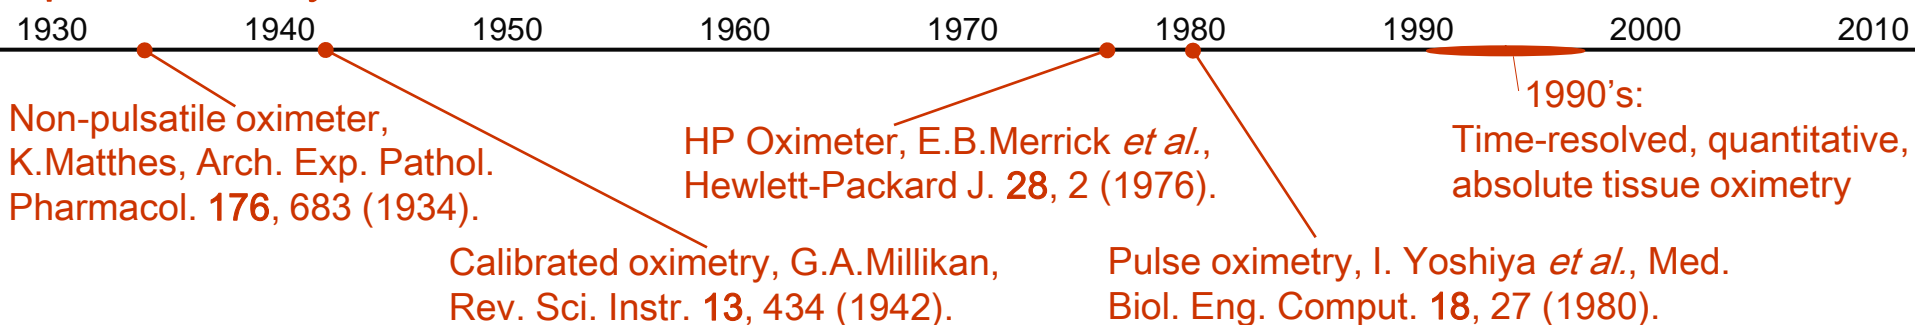 1930 1940 1950 1960 1970 1980 1990 2000 2010
Non-pulsatile oximeter,
K.Matthes, Arch. Exp. Pathol.
Pharmacol. 176, 683 (1934).
Calibrated oximetry, G.A.Millikan,
Rev. Sci. Instr. 13, 434 (1942).
HP Oximeter, E.B.Merrick et al.,
Hewlett-Packard J. 28, 2 (1976).
Pulse oximetry, I. Yoshiya et al., Med.
Biol. Eng. Comput. 18, 27 (1980).
1990’s:
Time-resolved, quantitative,
absolute tissue oximetry